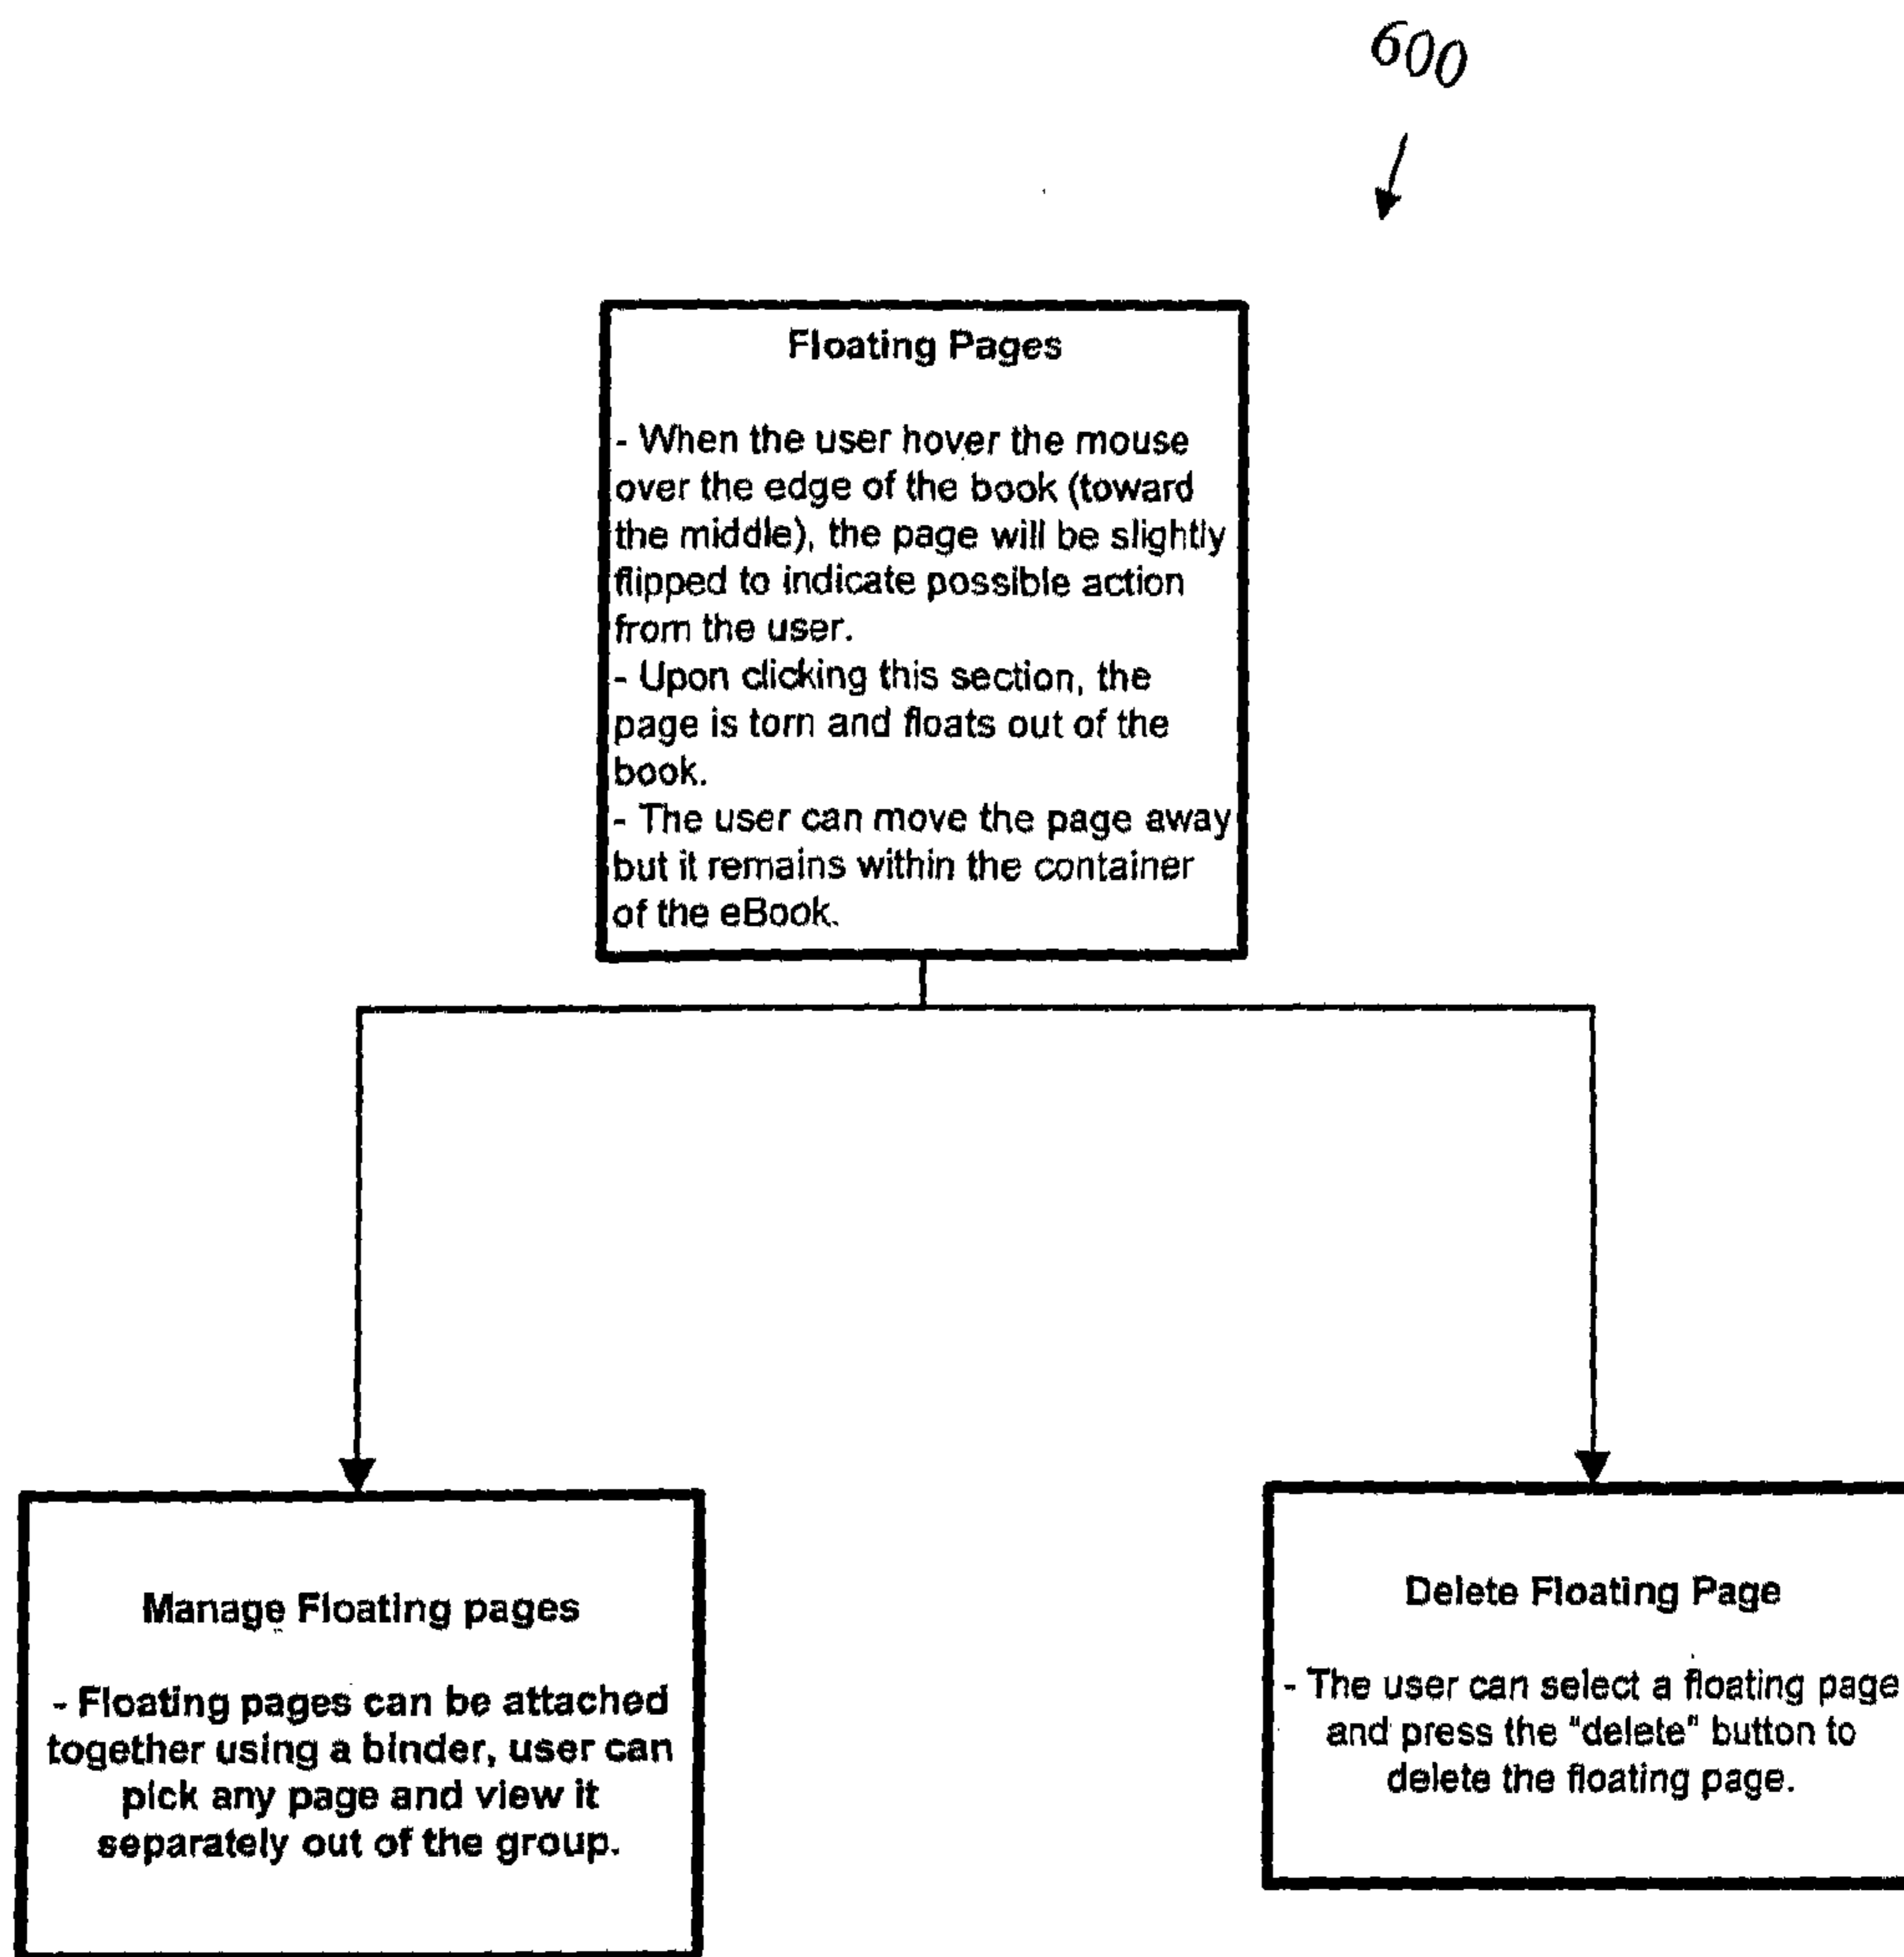 600
Floating Pages
- When the user hover the mouse
over the edge of the book (toward
the middle), the page will be slightly
flipped to indicate possible action
from the user.
- Upon clicking this section, the
page is torn and floats out of the
book.
- The user can move the page away
but it remains within the container
of the eBook.
Manage Floating pages
- Floating pages can be attached
together using a binder, user can
pick any page and view it
separately out of the group.
Delete Floating Page
- The user can select a floating page
and press the "delete" button to
delete the floating page.